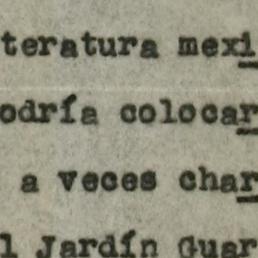 teratura mexi
odría colocar
a veces char
l Jardín Guar